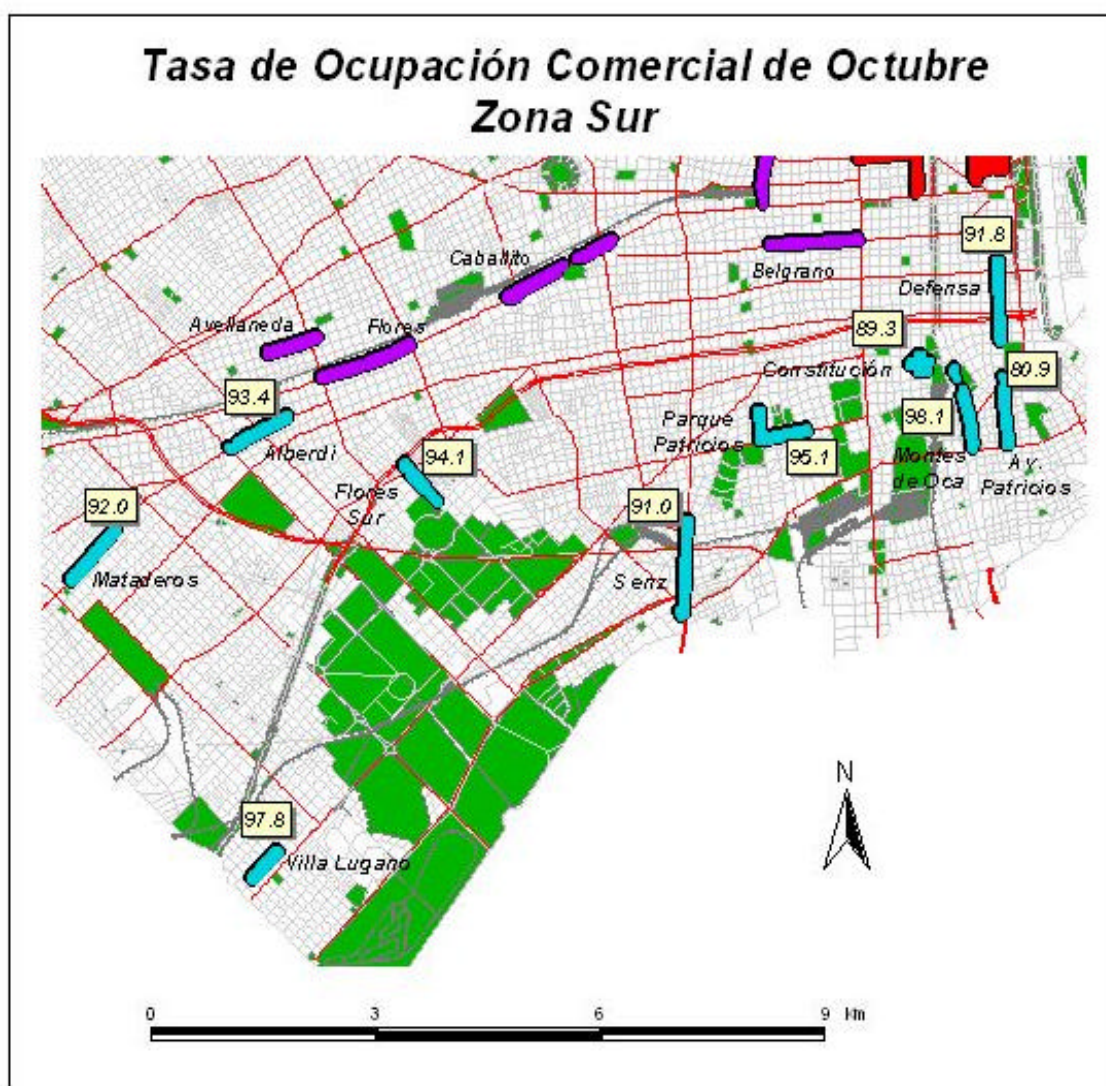 Tasa de Ocupación Comercial de Octubre
Zona Sur
91.8
Caballito
Belgrano
Defensa
Avellaneda
Flores
89.3
Constitución
80.9
93.4
Parque
Patricios
98.1
Alberdi
94.1
95.1
Montes
de Oca
Av.
Patricios
Flores
Sur
92.0
91.0
Mataderos
Senz
N
97.8
Villa Lugano
0 3 6 9 km